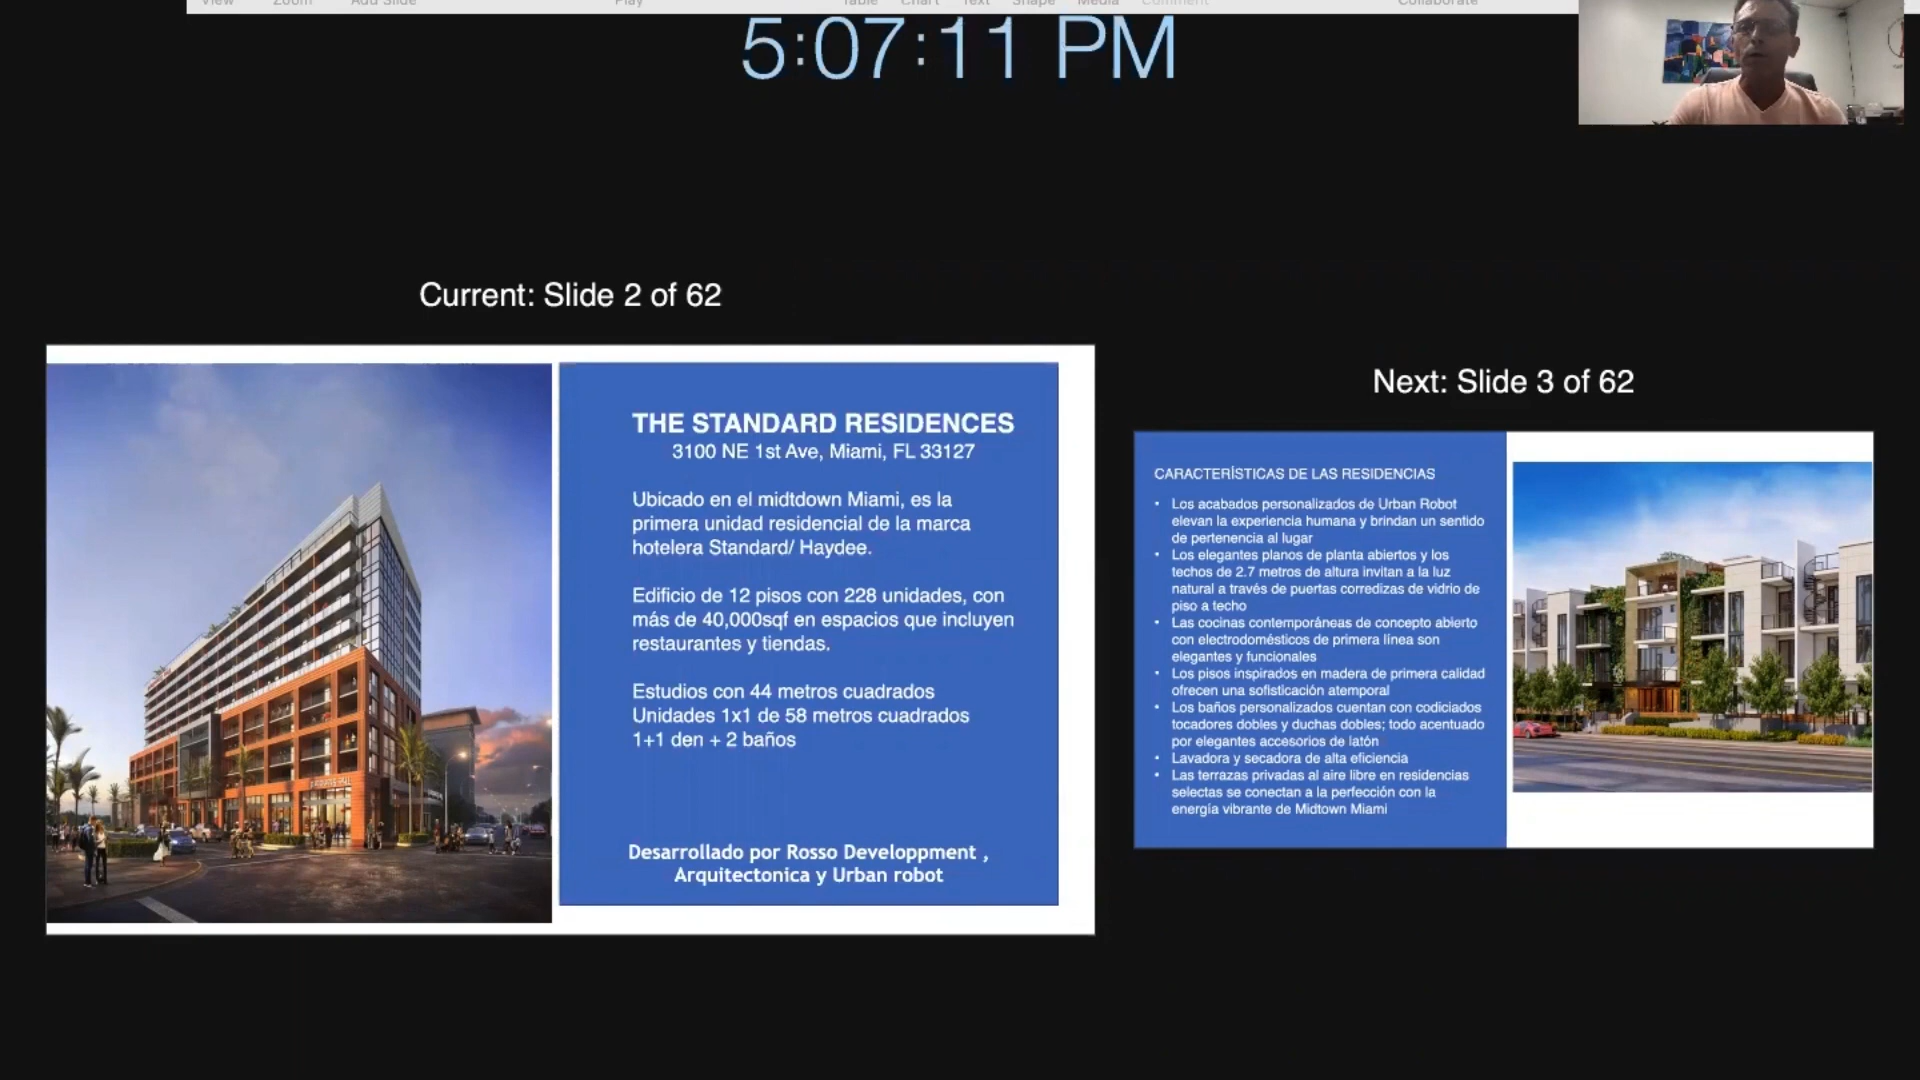 View Zoom Add Slide Play Table Chart Text Shape Media Comment Collaborate
5:07:11 PM
Current: Slide 2 of 62
THE STANDARD RESIDENCES
3100 NE 1st Ave, Miami, FL 33127
Ubicado en el midtdown Miami, es la
primera unidad residencial de la marca
hotelera Standard/ Haydee.
Edificio de 12 pisos con 228 unidades, con
más de 40,000sqf en espacios que incluyen
restaurantes y tiendas.
Estudios con 44 metros cuadrados
Unidades 1x1 de 58 metros cuadrados
1+1 den + 2 baños
Desarrollado por Rosso Developpment ,
Arquitectonica y Urban robot
Next: Slide 3 of 62
CARACTERÍSTICAS DE LAS RESIDENCIAS
• Los acabados personalizados de Urban Robot
elevan la experiencia humana y brindan un sentido
de pertenencia al lugar
• Los elegantes planos de planta abiertos y los
techos de 2.7 metros de altura invitan a la luz
natural a través de puertas corredizas de vidrio de
piso a techo
• Las cocinas contemporáneas de concepto abierto
con electrodomésticos de primera línea son
elegantes y funcionales
• Los pisos inspirados en madera de primera calidad
ofrecen una sofisticación atemporal
• Los baños personalizados cuentan con codiciados
tocadores dobles y duchas dobles; todo acentuado
por elegantes accesorios de latón
• Lavadora y secadora de alta eficiencia
• Las terrazas privadas al aire libre en residencias
selectas se conectan a la perfección con la
energía vibrante de Midtown Miami